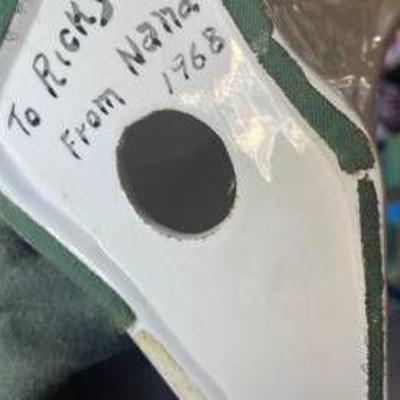 To RICKY
From Nana
1968